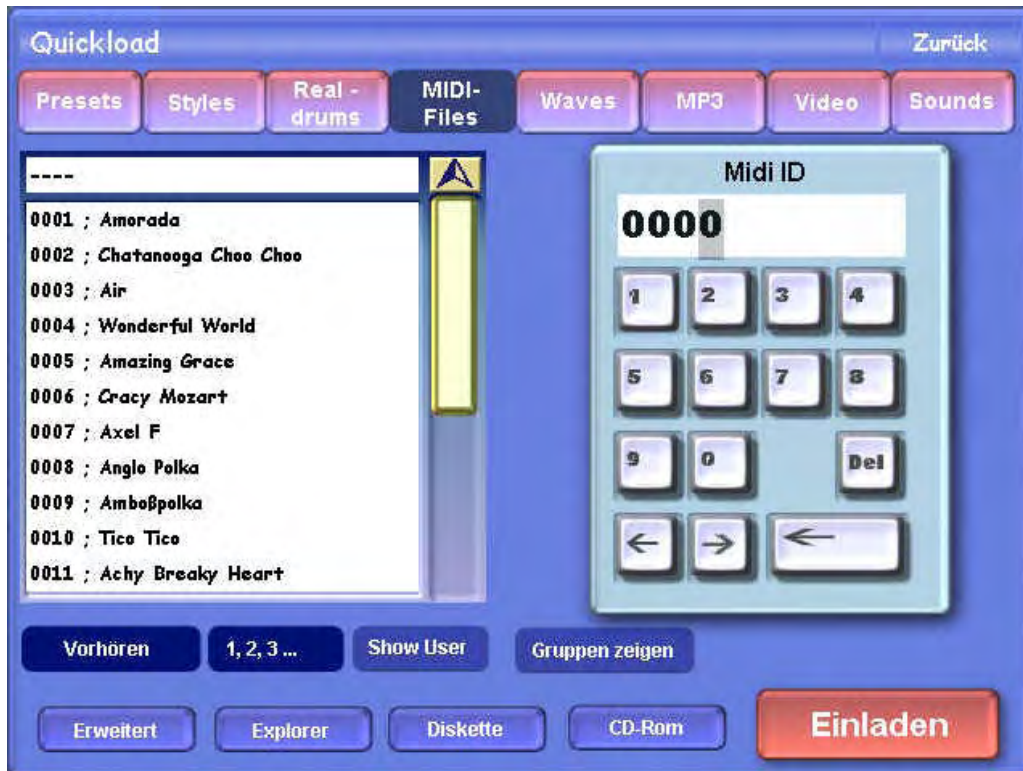 Quickload Zurück
Presets Styles Real - drums MIDI- Files Waves MP3 Video Sounds
----
0001 ; Amorada
0002 ; Chatanooga Choo Choo
0003 ; Air
0004 ; Wonderful World
0005 ; Amazing Grace
0006 ; Cracy Mozart
0007 ; Axel F
0008 ; Anglo Polka
0009 ; Amboßpolka
0010 ; Tico Tico
0011 ; Achy Breaky Heart
Midi ID
0000
1 2 3 4
5 6 7 8
9 0 Del
← → ←
Vorhören 1, 2, 3 ... Show User Gruppen zeigen
Erweitert Explorer Diskette CD-Rom Einladen